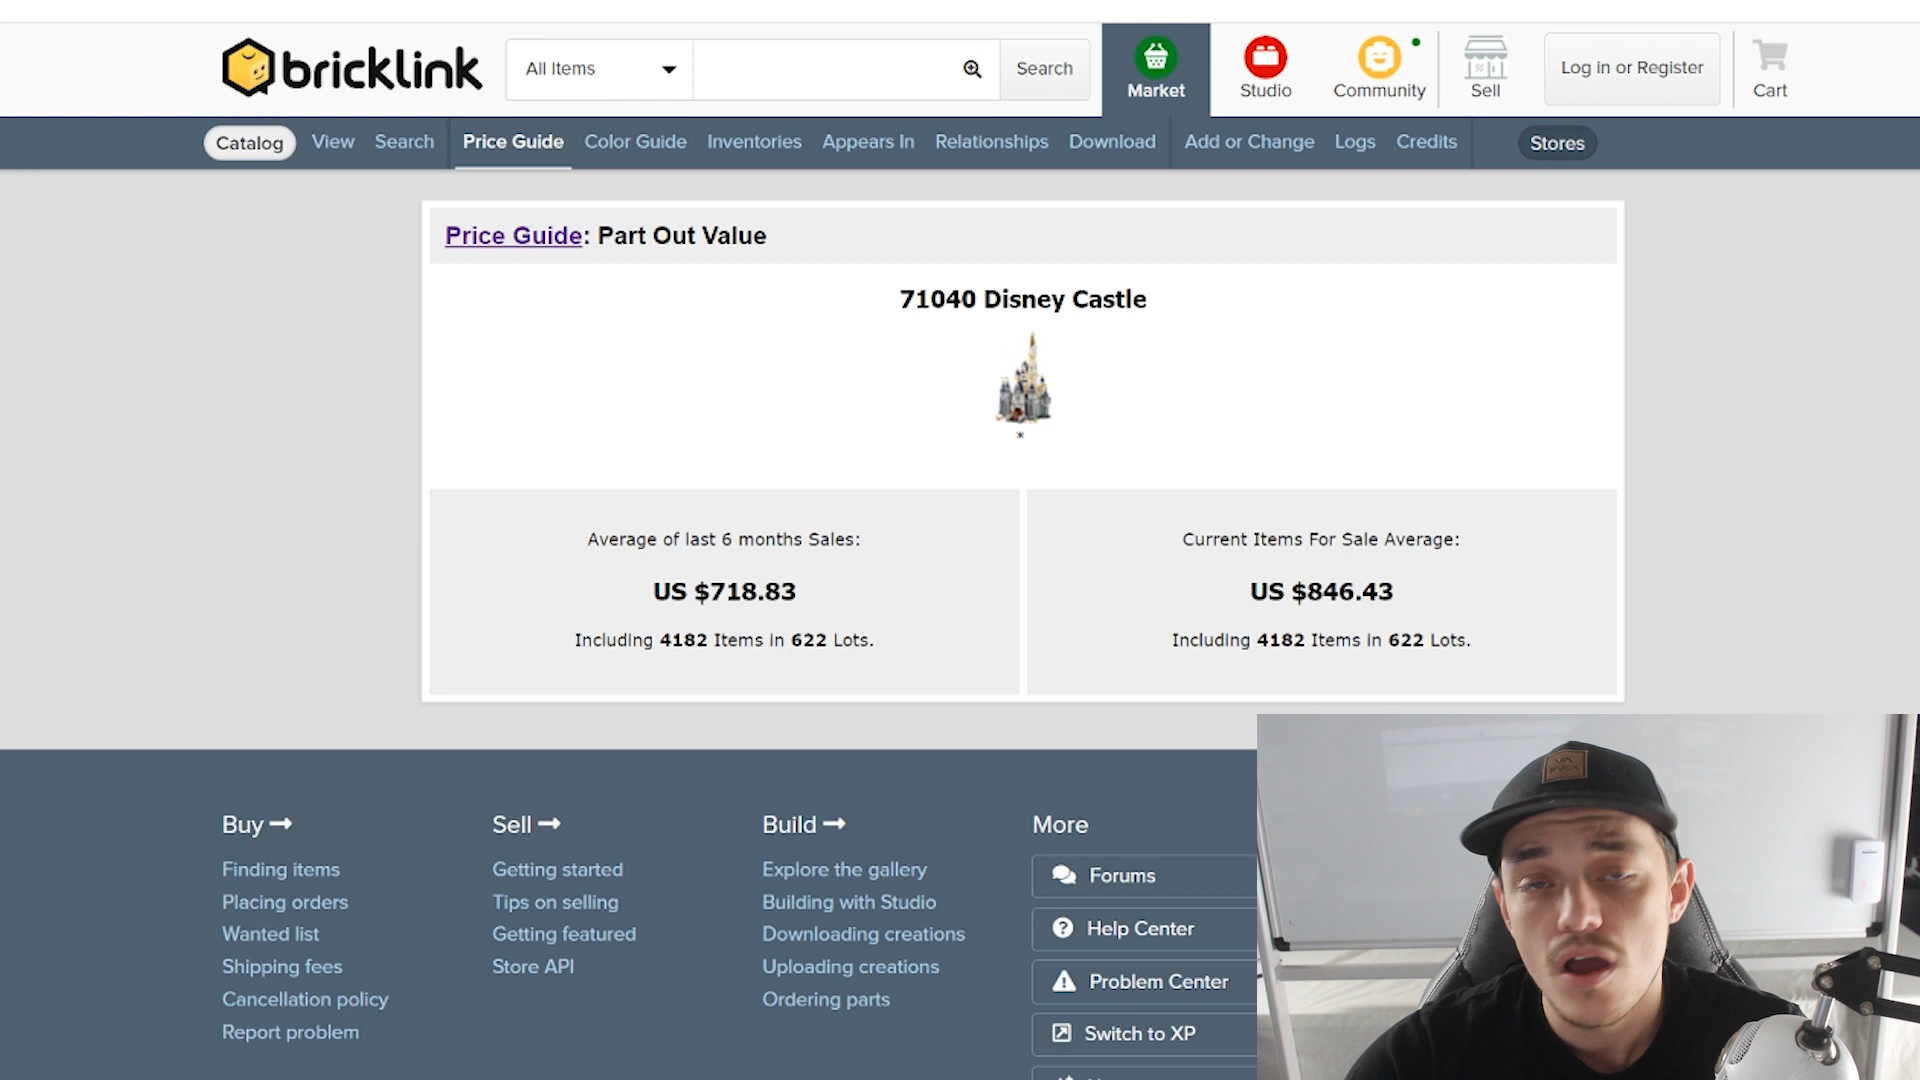 bricklink
All Items
Search
Market
Studio
Community
Sell
Log in or Register
Cart
Catalog
View
Search
Price Guide
Color Guide
Inventories
Appears In
Relationships
Download
Add or Change
Logs
Credits
Stores
Price Guide: Part Out Value
71040 Disney Castle
*
Average of last 6 months Sales:
US $718.83
Including 4182 Items in 622 Lots.
Current Items For Sale Average:
US $846.43
Including 4182 Items in 622 Lots.
Buy
Finding items
Placing orders
Wanted list
Shipping fees
Cancellation policy
Report problem
Sell
Getting started
Tips on selling
Getting featured
Store API
Build
Explore the gallery
Building with Studio
Downloading creations
Uploading creations
Ordering parts
More
Forums
Help Center
Problem Center
Switch to XP